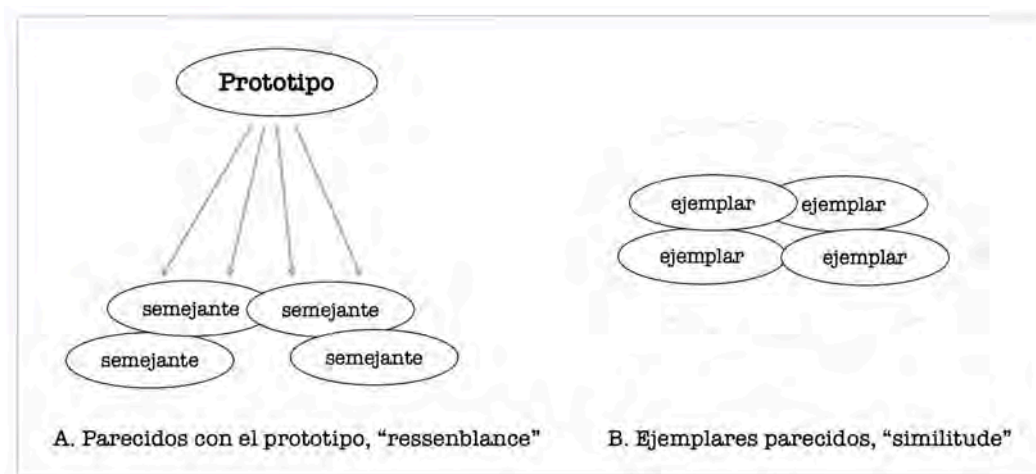 Prototipo
semejante semejante
semejante semejante
A. Parecidos con el prototipo, “ressenblance”
ejemplar ejemplar
ejemplar ejemplar
B. Ejemplares parecidos, “similitude”